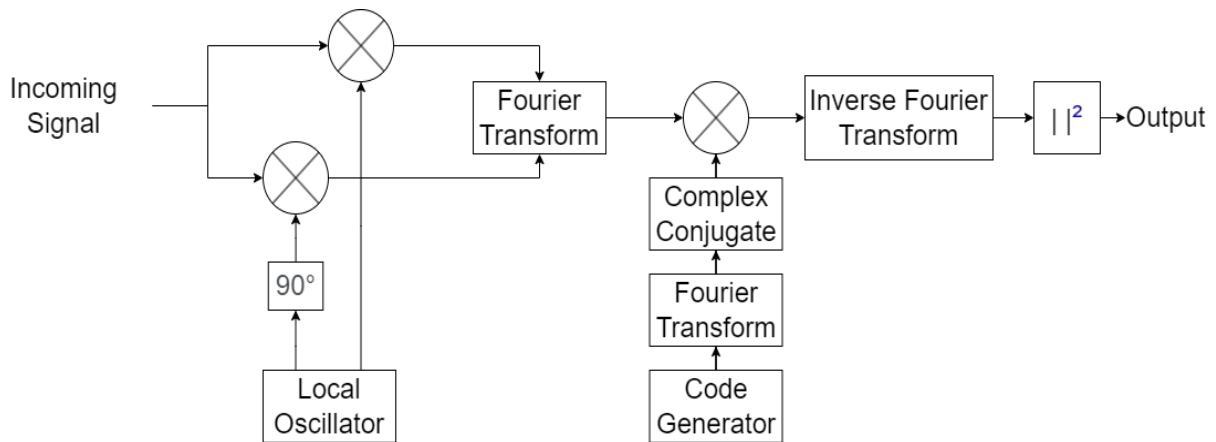 Incoming
Signal
Fourier
Transform
Inverse Fourier
Transform
| |²
Output
Complex
Conjugate
90°
Fourier
Transform
Local
Oscillator
Code
Generator